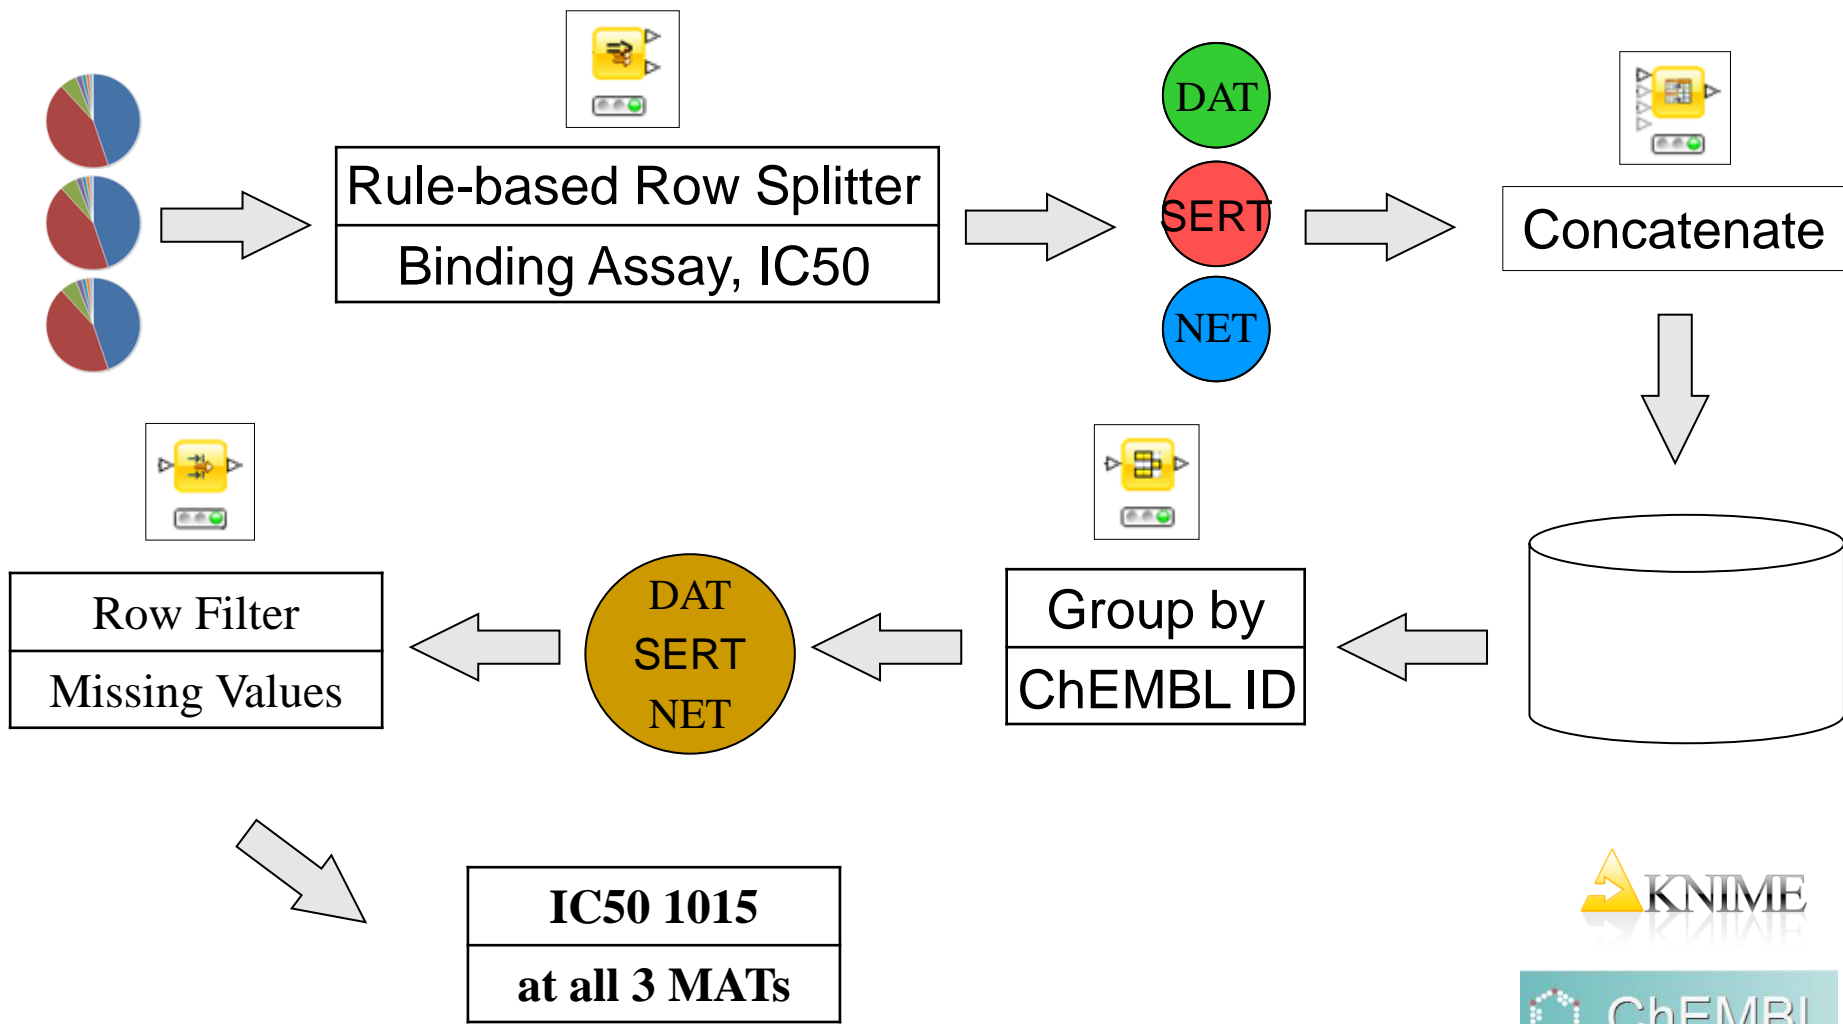 Rule-based Row Splitter
Binding Assay, IC50
DAT
SERT
NET
Concatenate
Row Filter
Missing Values
DAT
SERT
NET
Group by
ChEMBL ID
IC50 1015
at all 3 MATs
KNIME
ChEMBL